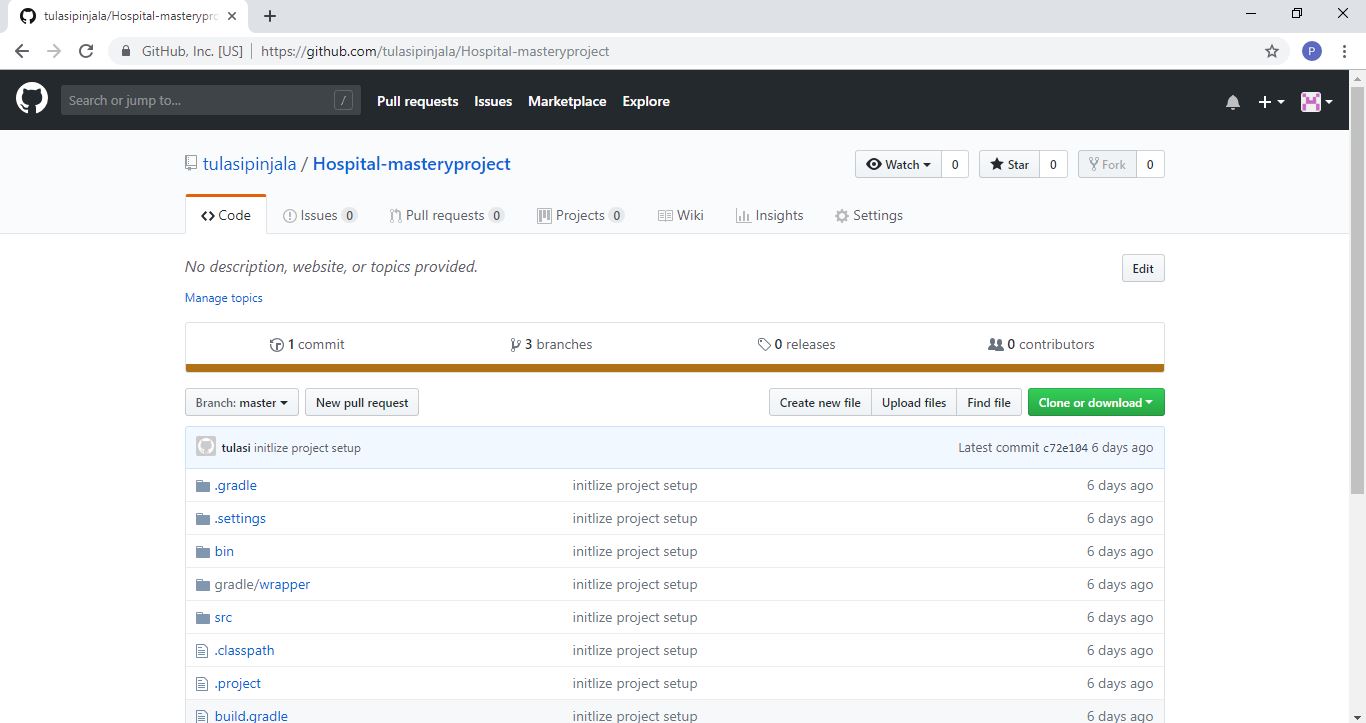 tulasipinjala/Hospital-masterypro
GitHub, Inc. [US] https://github.com/tulasipinjala/Hospital-masteryproject P
Search or jump to... / Pull requests Issues Marketplace Explore
tulasipinjala / Hospital-masteryproject Watch 0 Star 0 Fork 0
Code Issues 0 Pull requests 0 Projects 0 Wiki Insights Settings
No description, website, or topics provided. Edit
Manage topics
1 commit 3 branches 0 releases 0 contributors
Branch: master New pull request Create new file Upload files Find file Clone or download
tulasi initlize project setup Latest commit c72e104 6 days ago
.gradle initlize project setup 6 days ago
.settings initlize project setup 6 days ago
bin initlize project setup 6 days ago
gradle/wrapper initlize project setup 6 days ago
src initlize project setup 6 days ago
.classpath initlize project setup 6 days ago
.project initlize project setup 6 days ago
build.gradle initlize project setup 6 days ago